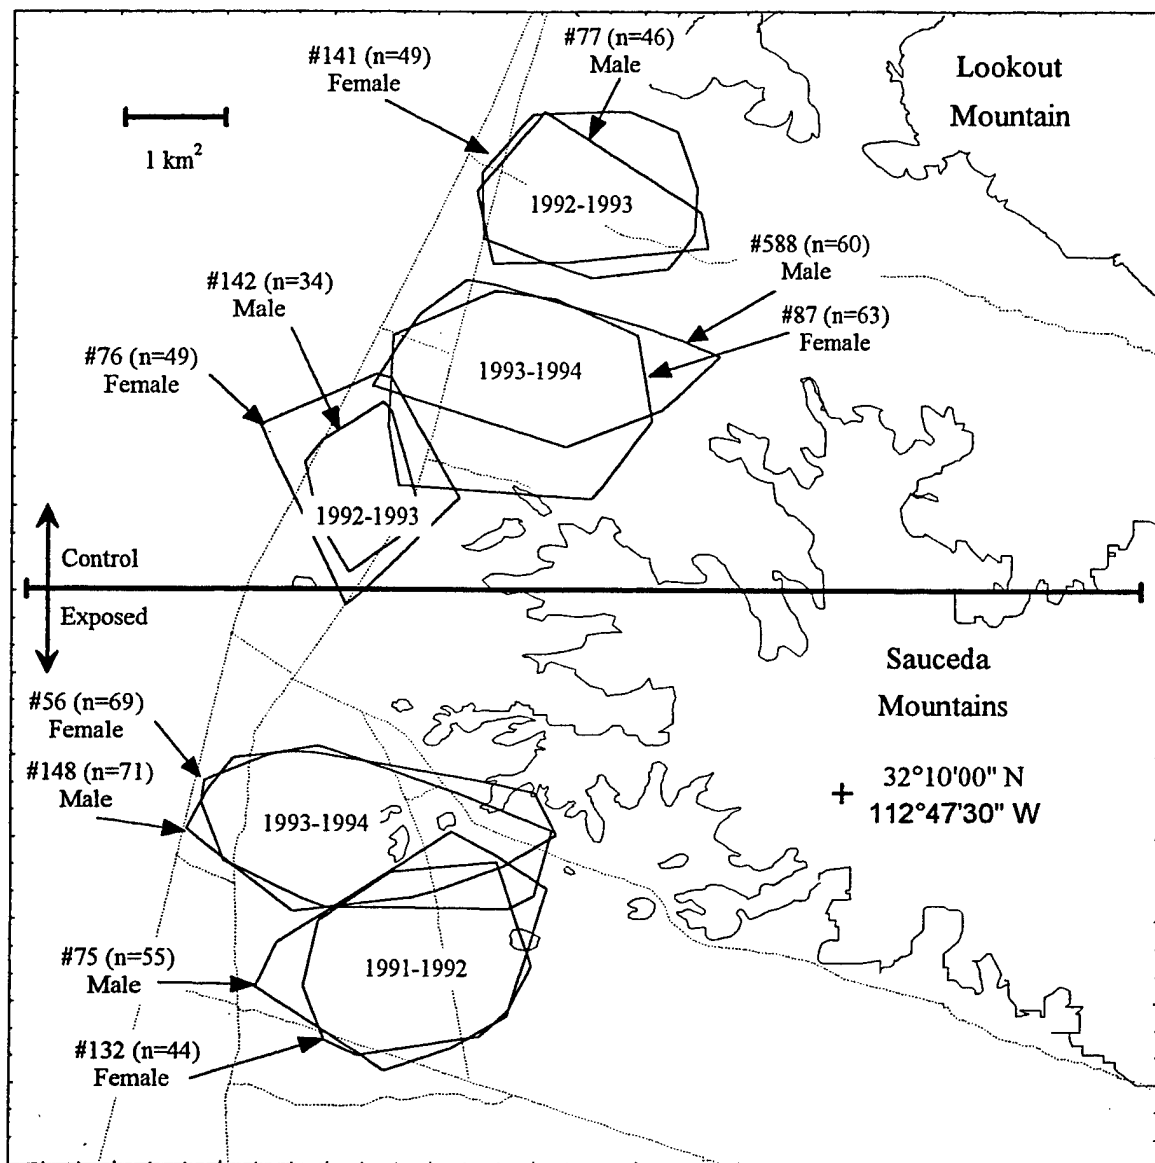 #77 (n=46)
Male
#141 (n=49)
Female
Lookout
Mountain
1 km²
1992-1993
#588 (n=60)
Male
#142 (n=34)
Male
#87 (n=63)
Female
#76 (n=49)
Female
1993-1994
1992-1993
Control
Exposed
Sauceda
Mountains
#56 (n=69)
Female
#148 (n=71)
Male
32°10'00" N
112°47'30" W
1993-1994
#75 (n=55)
Male
1991-1992
#132 (n=44)
Female